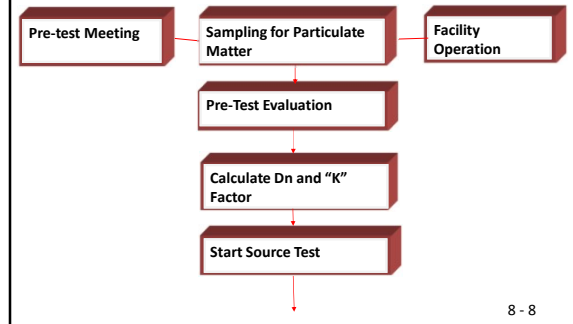 Pre-test Meeting
Sampling for Particulate
Matter
Facility
Operation
Pre-Test Evaluation
Calculate Dn and “K”
Factor
Start Source Test
8 - 8